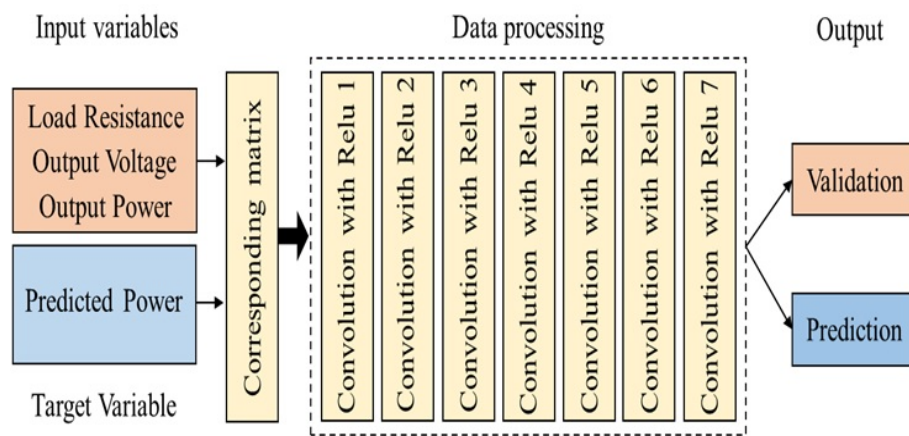 Input variables
Data processing
Output
Load Resistance
Output Voltage
Output Power
Predicted Power
Target Variable
Corresponding matrix
Convolution with Relu 1
Convolution with Relu 2
Convolution with Relu 3
Convolution with Relu 4
Convolution with Relu 5
Convolution with Relu 6
Convolution with Relu 7
Validation
Prediction